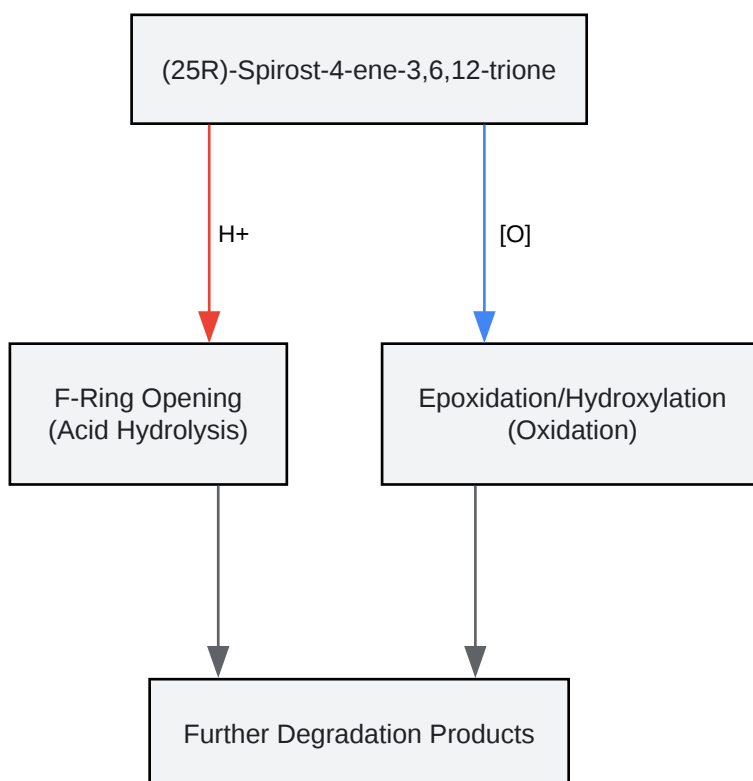 (25R)-Spirost-4-ene-3,6,12-trione
H+
[O]
F-Ring Opening
(Acid Hydrolysis)
Epoxidation/Hydroxylation
(Oxidation)
Further Degradation Products